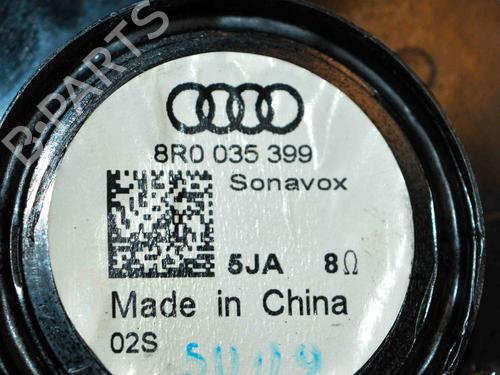 B-PARTS
8R0 035 399
Sonavox
5JA 8Ω
Made in China
02S